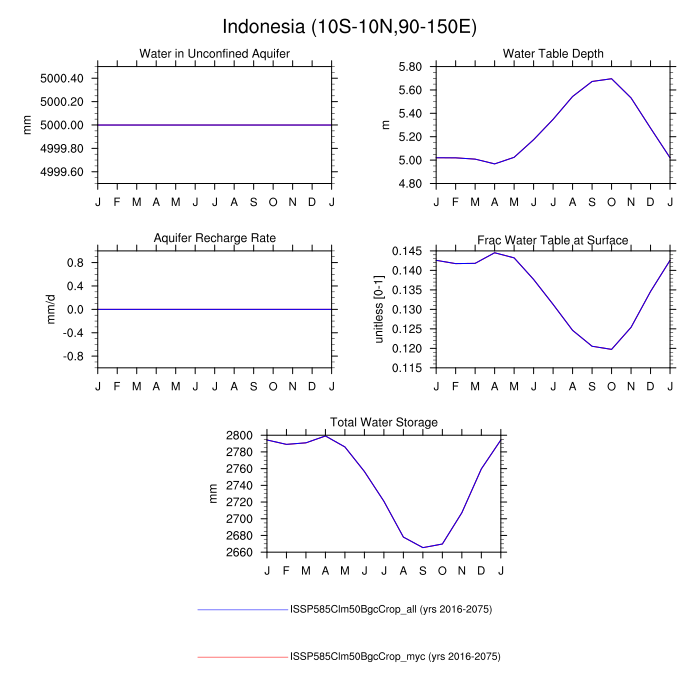 Indonesia (10S-10N,90-150E)
Water in Unconfined Aquifer
5000.40
5000.20
5000.00
4999.80
4999.60
mm
J F M A M J J A S O N D J
Water Table Depth
5.80
5.60
5.40
5.20
5.00
4.80
m
J F M A M J J A S O N D J
Aquifer Recharge Rate
0.8
0.4
0.0
-0.4
-0.8
mm/d
J F M A M J J A S O N D J
Frac Water Table at Surface
0.145
0.140
0.135
0.130
0.125
0.120
0.115
unitless [0-1]
J F M A M J J A S O N D J
Total Water Storage
2800
2780
2760
2740
2720
2700
2680
2660
mm
J F M A M J J A S O N D J
ISSP585Clm50BgcCrop_all (yrs 2016-2075)
ISSP585Clm50BgcCrop_myc (yrs 2016-2075)